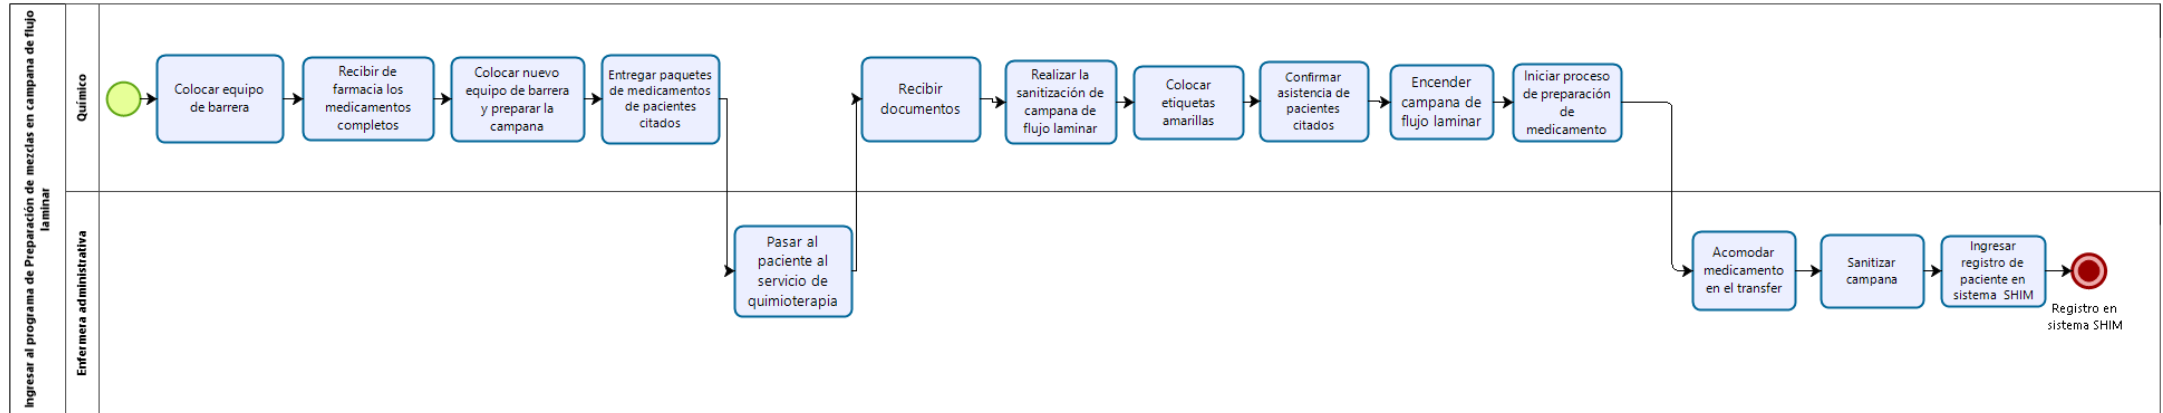 Ingresar al programa de Preparación de mezclas en campana de flujo
laminar
Químico
Colocar equipo
de barrera
Recibir de
farmacia los
medicamentos
completos
Colocar nuevo
equipo de barrera
y preparar la
campana
Entregar paquetes
de medicamentos
de pacientes
citados
Recibir
documentos
Realizar la
sanitización de
campana de
flujo laminar
Colocar
etiquetas
amarillas
Confirmar
asistencia de
pacientes
citados
Encender
campana de
flujo laminar
Iniciar proceso
de preparación
de
medicamento
Enfermera administrativa
Pasar al
paciente al
servicio de
quimioterapia
Acomodar
medicamento
en el transfer
Sanitizar
campana
Ingresar
registro de
paciente en
sistema SHIM
Registro en
sistema SHIM